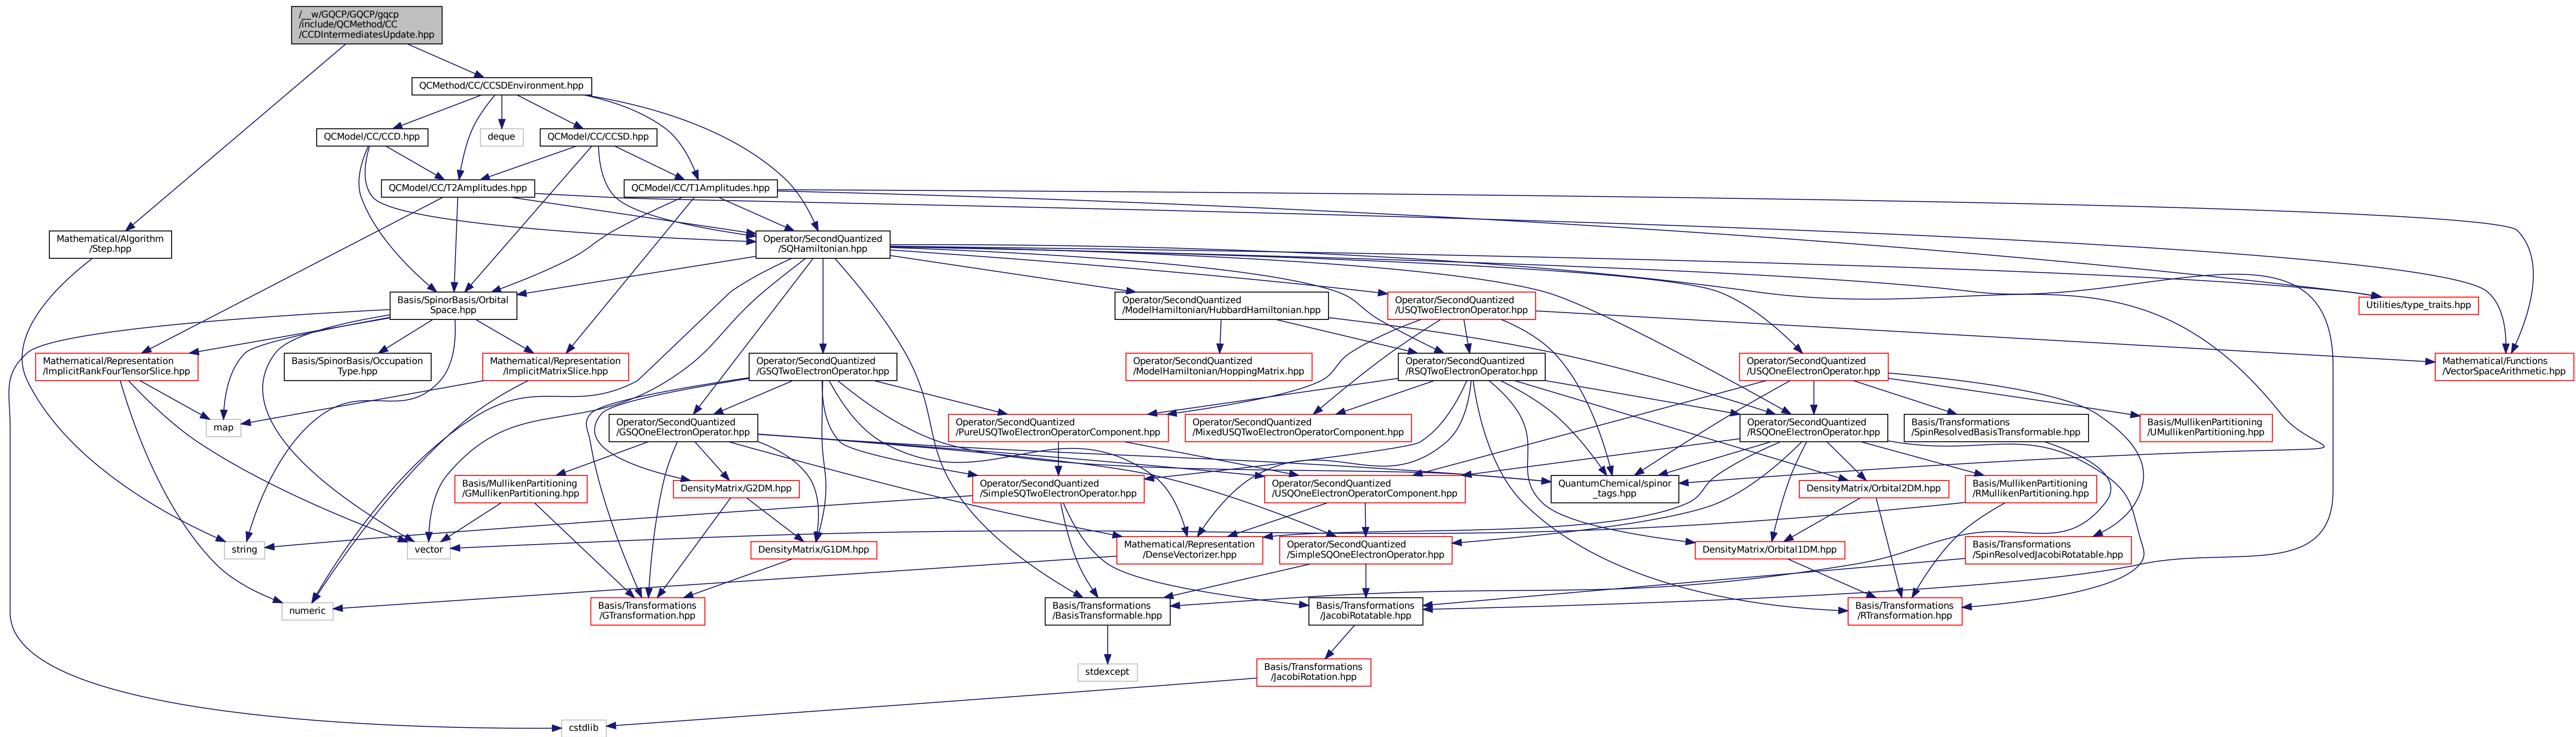 /__w/GQCP/GQCP/gqcp
/include/QCMethod/CC
/CCDIntermediatesUpdate.hpp
QCMethod/CC/CCSDEnvironment.hpp
QCModel/CC/CCD.hpp
deque
QCModel/CC/CCSD.hpp
QCModel/CC/T2Amplitudes.hpp
QCModel/CC/T1Amplitudes.hpp
Mathematical/Algorithm
/Step.hpp
Operator/SecondQuantized
/SQHamiltonian.hpp
Basis/SpinorBasis/Orbital
Space.hpp
Operator/SecondQuantized
/ModelHamiltonian/HubbardHamiltonian.hpp
Operator/SecondQuantized
/USQTwoElectronOperator.hpp
Utilities/type_traits.hpp
Mathematical/Representation
/ImplicitRankFourTensorSlice.hpp
Basis/SpinorBasis/Occupation
Type.hpp
Mathematical/Representation
/ImplicitMatrixSlice.hpp
Operator/SecondQuantized
/GSQTwoElectronOperator.hpp
Operator/SecondQuantized
/ModelHamiltonian/HoppingMatrix.hpp
Operator/SecondQuantized
/RSQTwoElectronOperator.hpp
Operator/SecondQuantized
/USQOneElectronOperator.hpp
Mathematical/Functions
/VectorSpaceArithmetic.hpp
map
Operator/SecondQuantized
/GSQOneElectronOperator.hpp
Operator/SecondQuantized
/PureUSQTwoElectronOperatorComponent.hpp
Operator/SecondQuantized
/MixedUSQTwoElectronOperatorComponent.hpp
Operator/SecondQuantized
/RSQOneElectronOperator.hpp
Basis/Transformations
/SpinResolvedBasisTransformable.hpp
Basis/MullikenPartitioning
/UMullikenPartitioning.hpp
Basis/MullikenPartitioning
/GMullikenPartitioning.hpp
DensityMatrix/G2DM.hpp
Operator/SecondQuantized
/SimpleSQTwoElectronOperator.hpp
Operator/SecondQuantized
/USQOneElectronOperatorComponent.hpp
QuantumChemical/spinor
_tags.hpp
DensityMatrix/Orbital2DM.hpp
Basis/MullikenPartitioning
/RMullikenPartitioning.hpp
string
vector
DensityMatrix/G1DM.hpp
Mathematical/Representation
/DenseVectorizer.hpp
Operator/SecondQuantized
/SimpleSQOneElectronOperator.hpp
DensityMatrix/Orbital1DM.hpp
Basis/Transformations
/SpinResolvedJacobiRotatable.hpp
numeric
Basis/Transformations
/GTransformation.hpp
Basis/Transformations
/BasisTransformable.hpp
Basis/Transformations
/JacobiRotatable.hpp
Basis/Transformations
/RTransformation.hpp
stdexcept
Basis/Transformations
/JacobiRotation.hpp
cstdlib